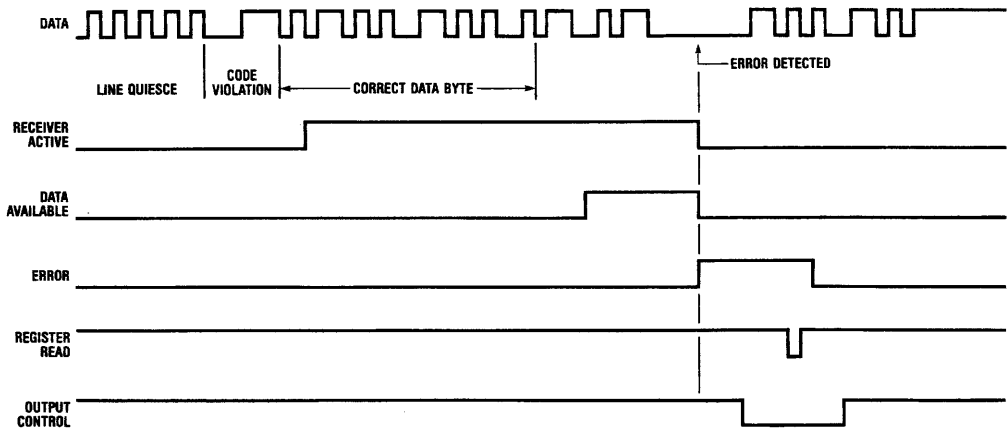 DATA
ERROR DETECTED
LINE QUIESCE
CODE
VIOLATION
CORRECT DATA BYTE
RECEIVER
ACTIVE
DATA
AVAILABLE
ERROR
REGISTER
READ
OUTPUT
CONTROL